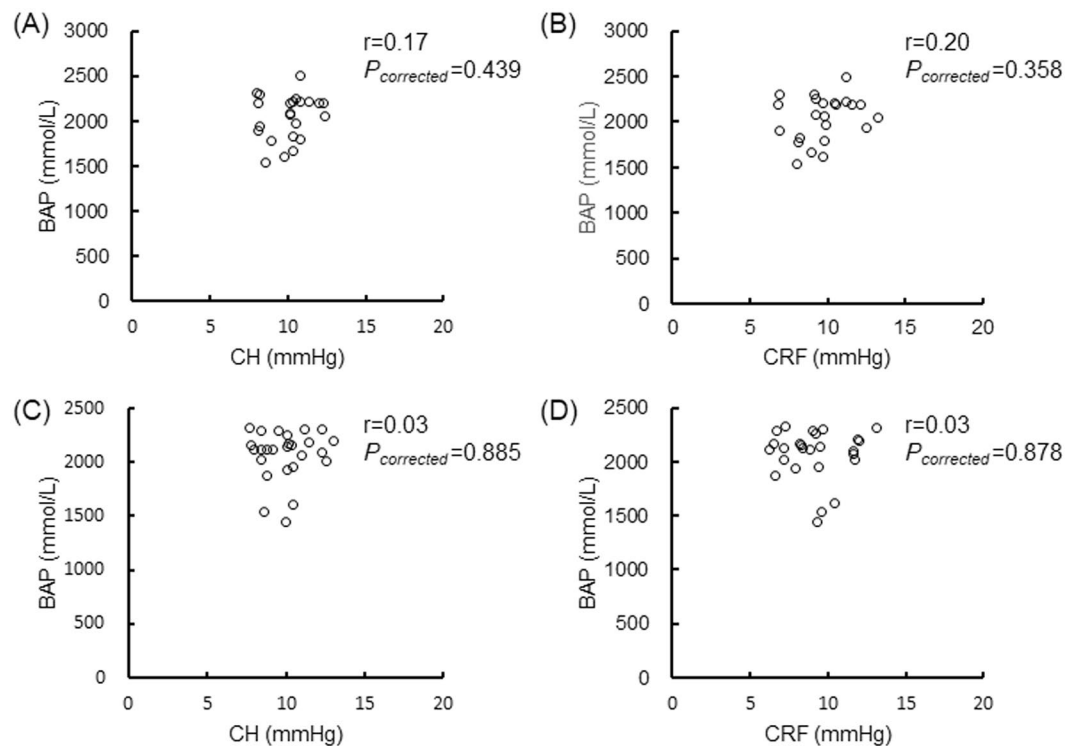 (A)
r=0.17
P corrected=0.439
3000
2500
2000
1500
1000
500
0
BAP (mmol/L)
0 5 10 15 20
CH (mmHg)
(B)
r=0.20
P corrected=0.358
3000
2500
2000
1500
1000
500
0
BAP (mmol/L)
0 5 10 15 20
CRF (mmHg)
(C)
r=0.03
P corrected=0.885
2500
2000
1500
1000
500
0
BAP (mmol/L)
0 5 10 15 20
CH (mmHg)
(D)
r=0.03
P corrected=0.878
2500
2000
1500
1000
500
0
BAP (mmol/L)
0 5 10 15 20
CRF (mmHg)